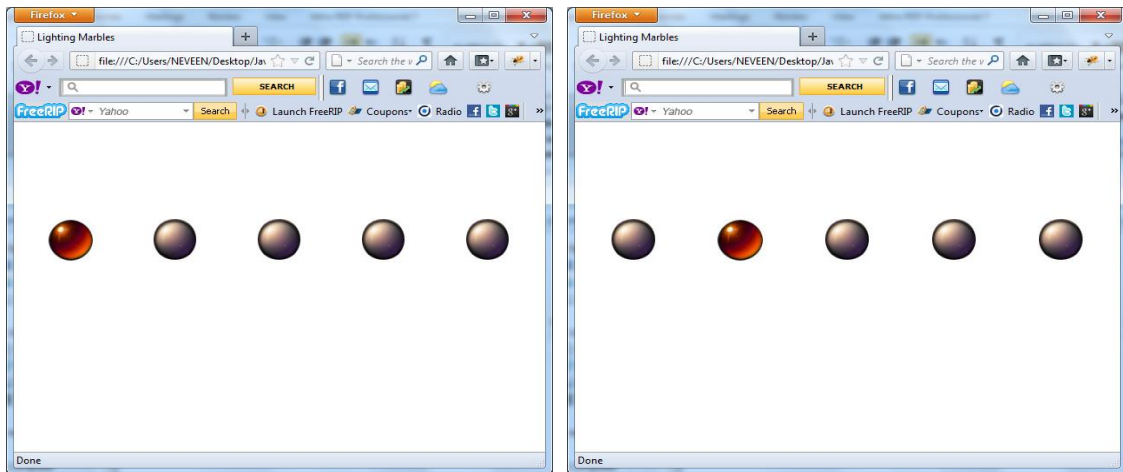 Firefox
Lighting Marbles
file:///C:/Users/NEVEEN/Desktop/Jav
Search the v
Y!
SEARCH
FreeRIP Y! Yahoo Search Launch FreeRIP Coupons Radio »
Done
Firefox
Lighting Marbles
file:///C:/Users/NEVEEN/Desktop/Jav
Search the v
Y!
SEARCH
FreeRIP Y! Yahoo Search Launch FreeRIP Coupons Radio »
Done